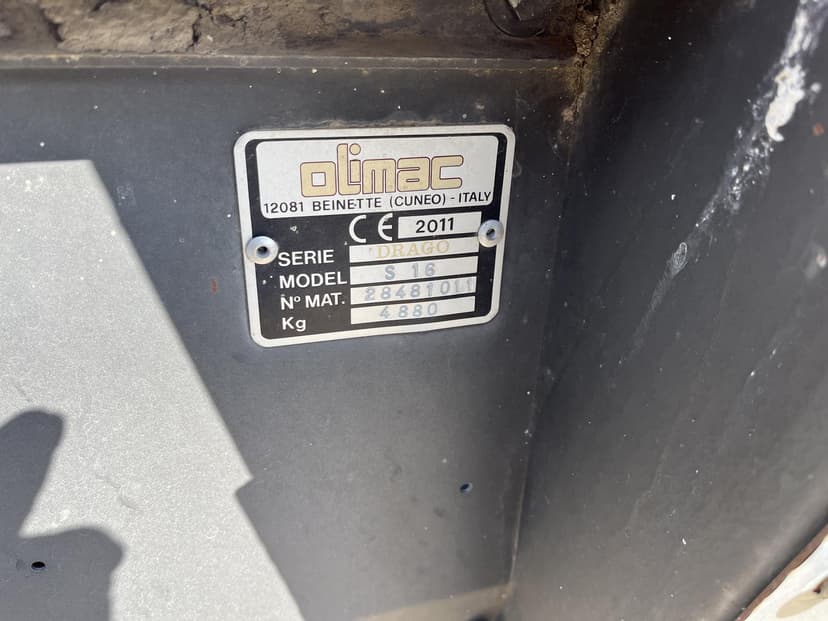 olimac
12081 BEINETTE (CUNEO) - ITALY
CE 2011
SERIE DRAGO
MODEL S 16
N° MAT. 28481011
Kg 4880